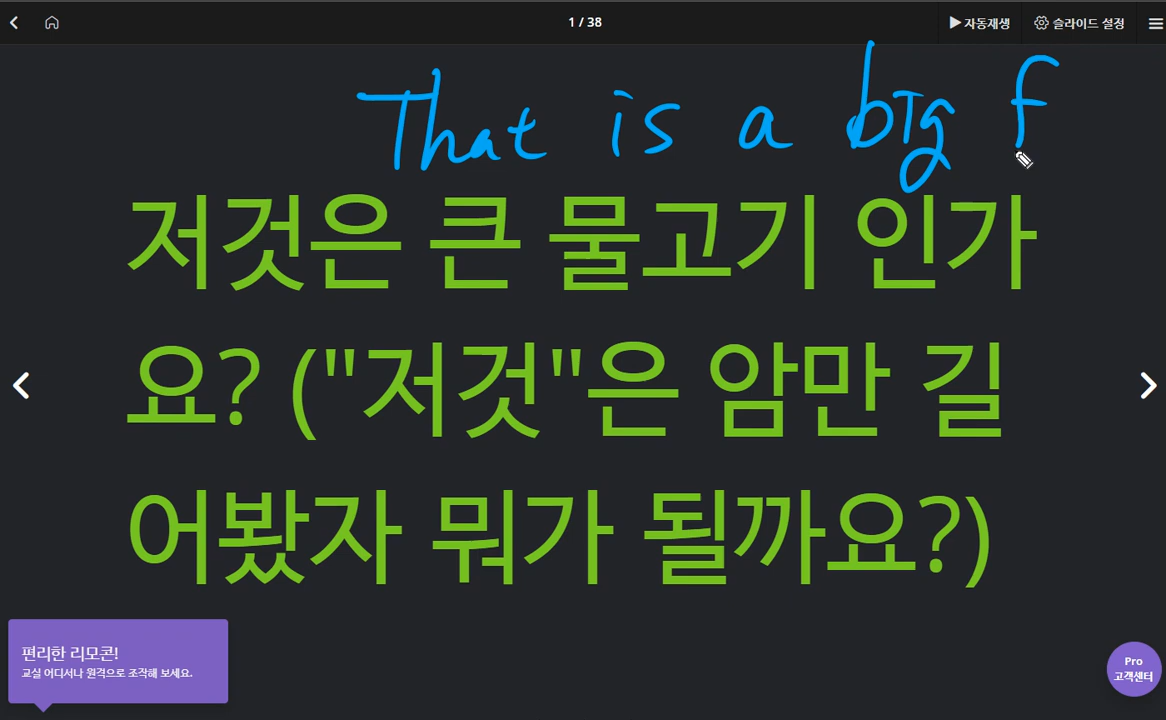 1 / 38
자동재생
슬라이드 설정
That is a big f
저것은 큰 물고기 인가
요? ("저것"은 암만 길
어봤자 뭐가 될까요?)
편리한 리모콘!
교실 어디서나 원격으로 조작해 보세요.
Pro
고객센터